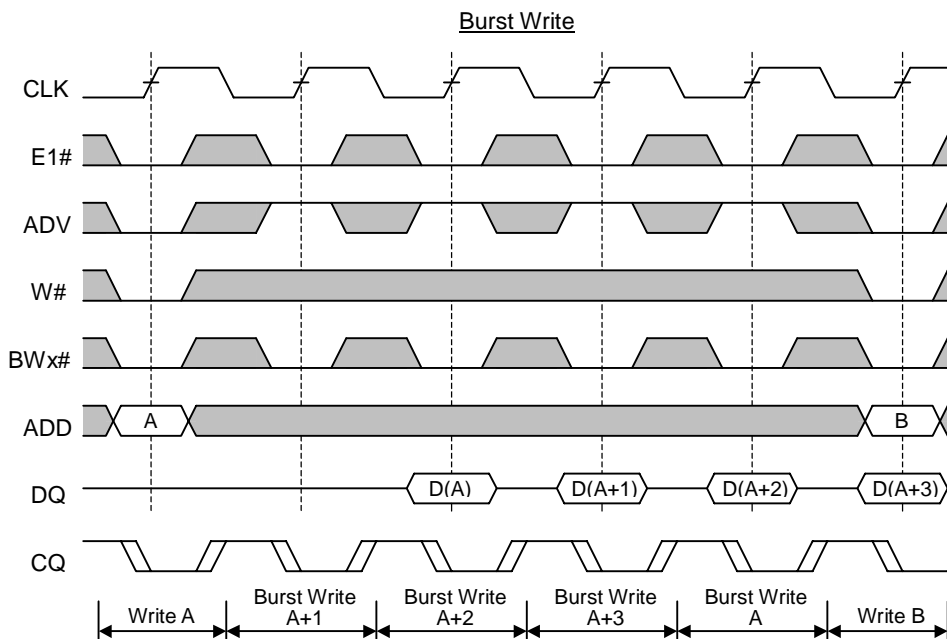 Burst Write
CLK
E1#
ADV
W#
BWx#
ADD
A
B
DQ
D(A)
D(A+1)
D(A+2)
D(A+3)
CQ
Write A
Burst Write
A+1
Burst Write
A+2
Burst Write
A+3
Burst Write
A
Write B